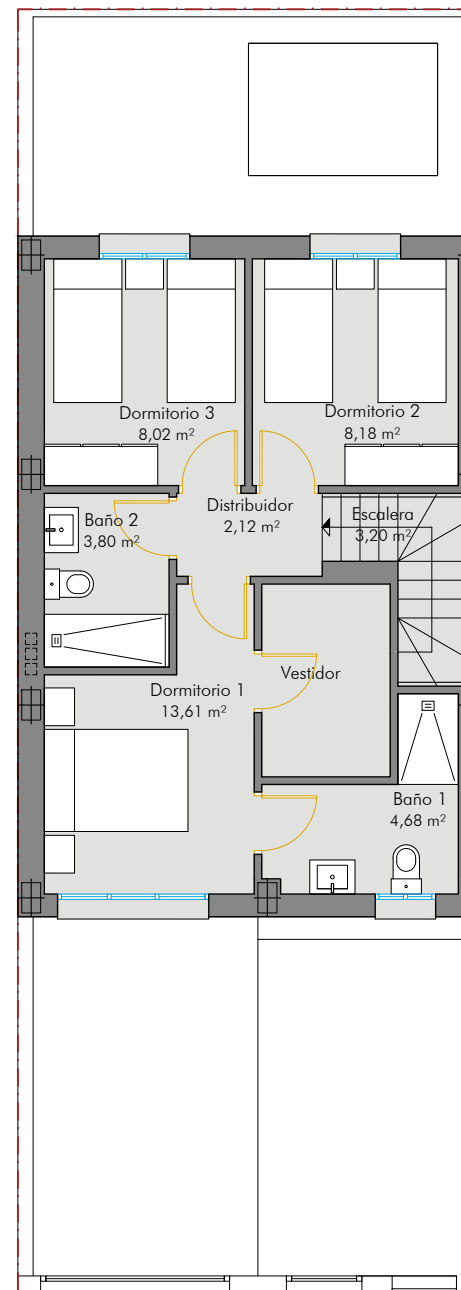 Dormitorio 3
8,02 m²
Dormitorio 2
8,18 m²
Distribuidor
2,12 m²
Escalera
3,20 m²
Baño 2
3,80 m²
Vestidor
Dormitorio 1
13,61 m²
Baño 1
4,68 m²